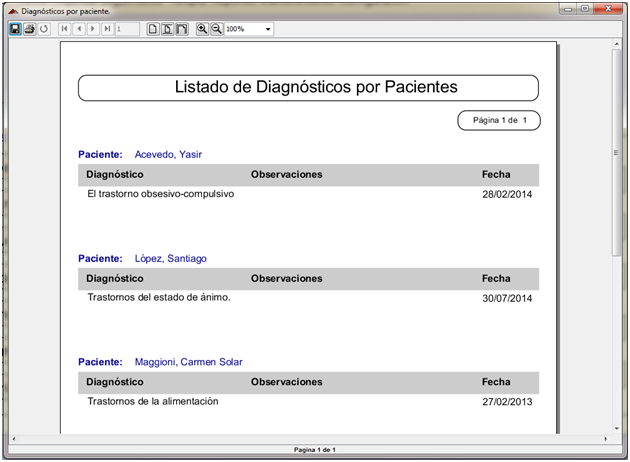 Diagnósticos por paciente.
1
100%
Listado de Diagnósticos por Pacientes
Página 1 de 1
Paciente: Acevedo, Yasir
Diagnóstico Observaciones Fecha
El trastorno obsesivo-compulsivo 28/02/2014
Paciente: López, Santiago
Diagnóstico Observaciones Fecha
Trastornos del estado de ánimo. 30/07/2014
Paciente: Maggioni, Carmen Solar
Diagnóstico Observaciones Fecha
Trastornos de la alimentación 27/02/2013
Pagina 1 de 1